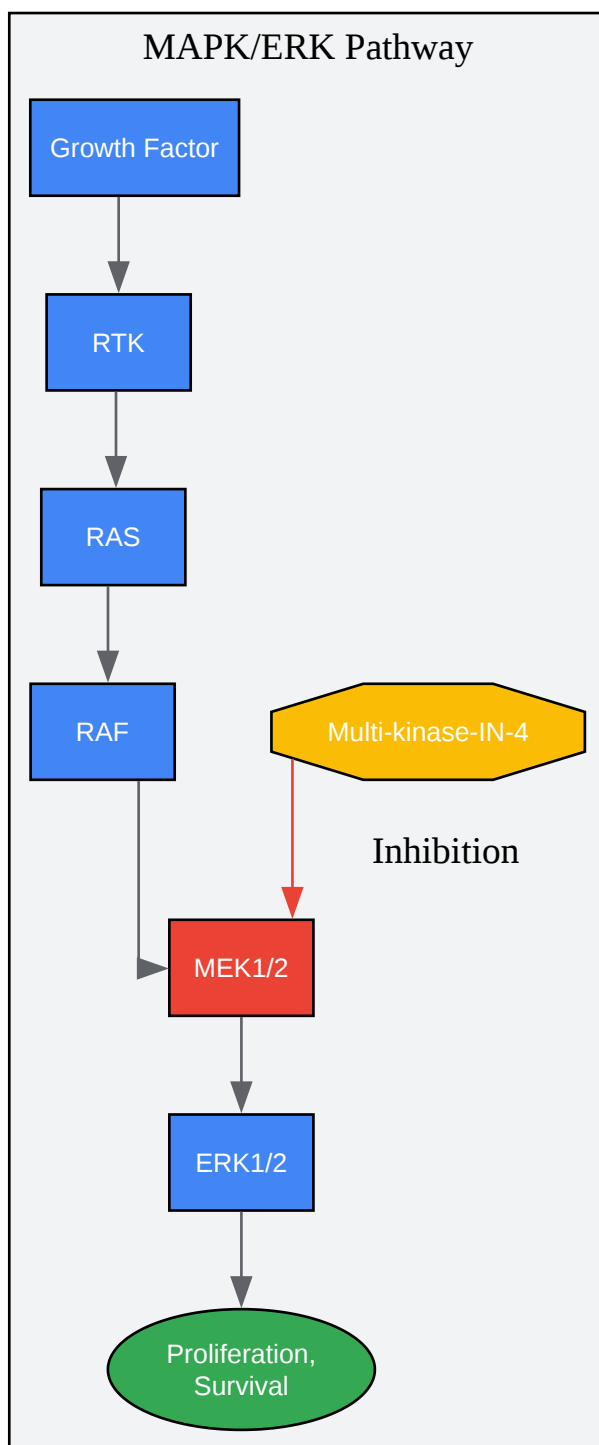 MAPK/ERK Pathway
Growth Factor
RTK
RAS
RAF
Multi-kinase-IN-4
Inhibition
MEK1/2
ERK1/2
Proliferation,
Survival